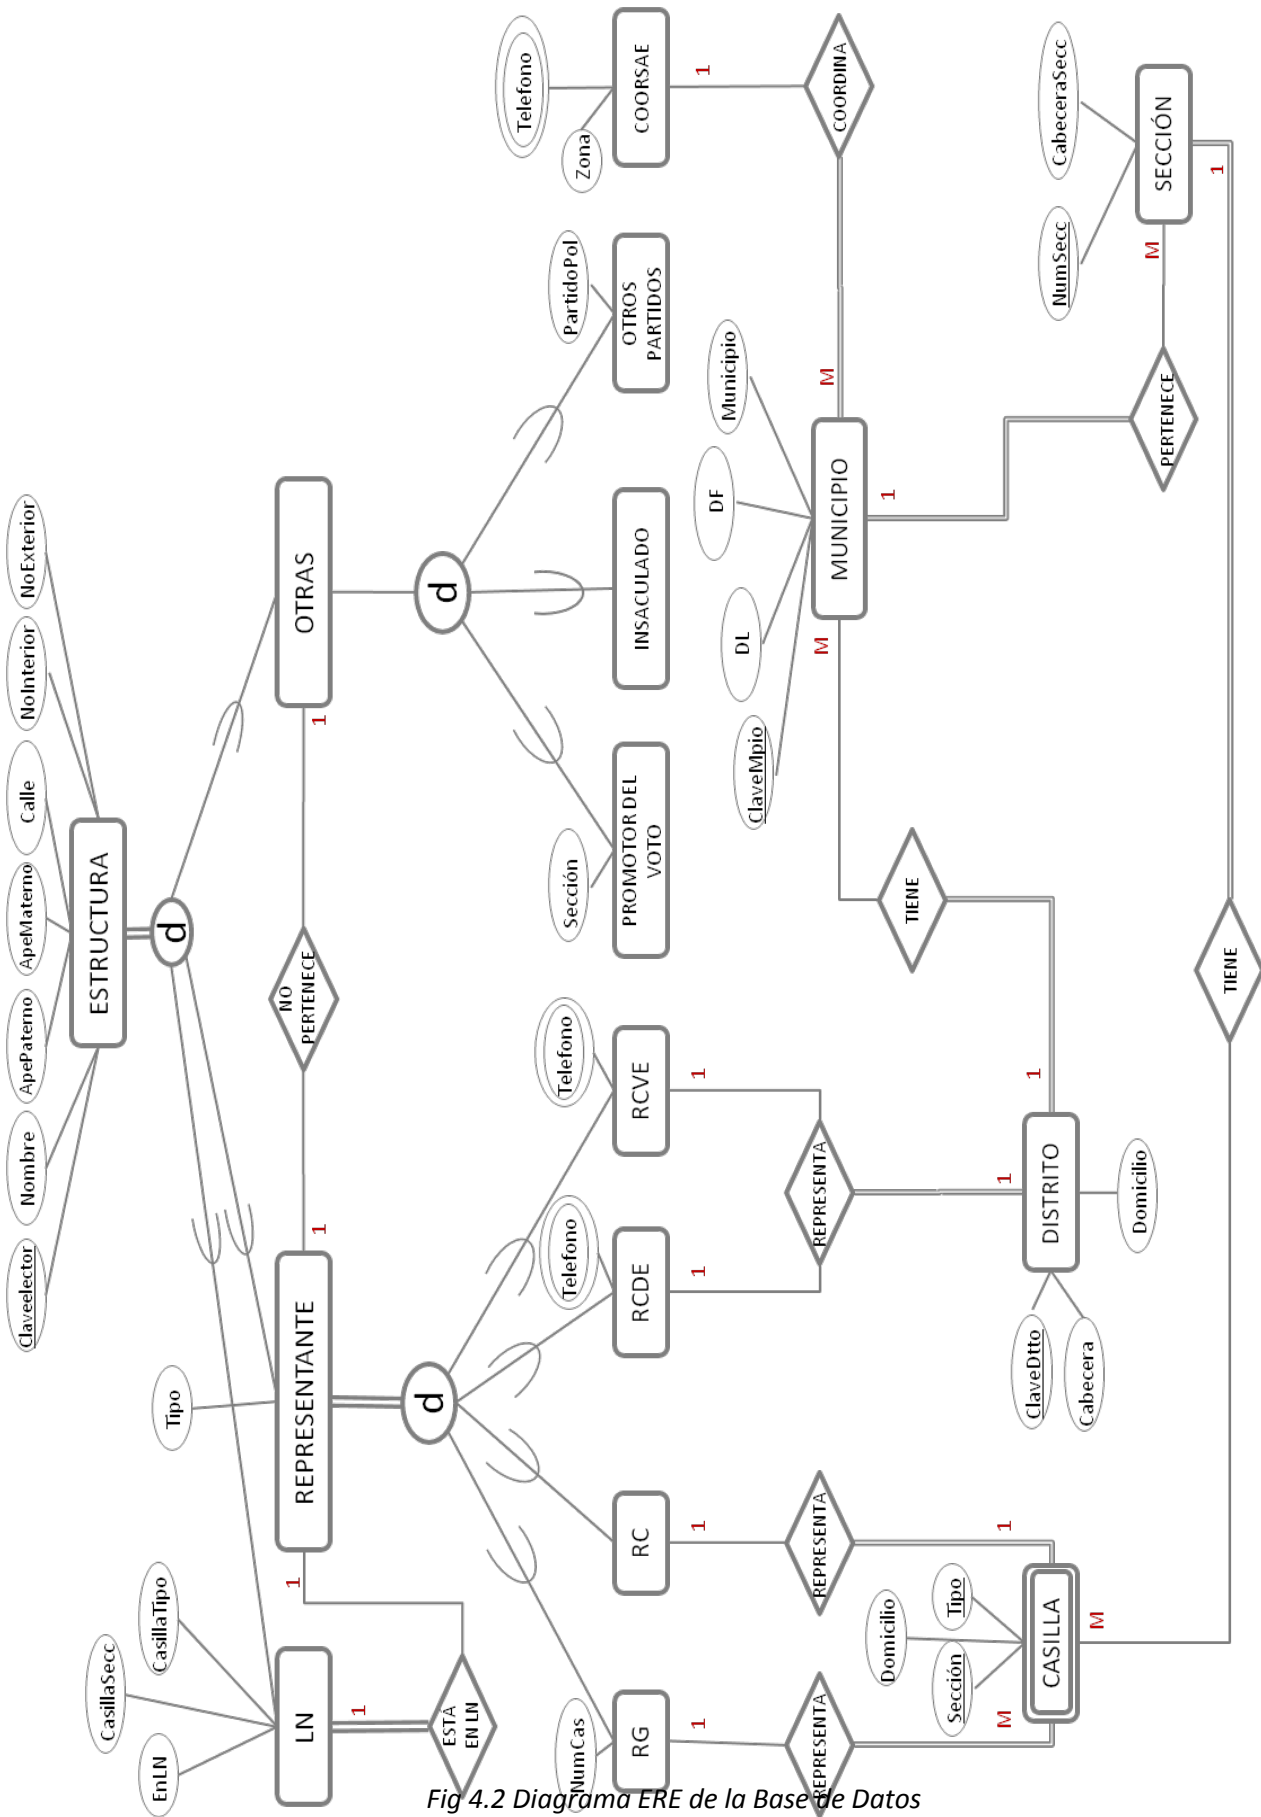 Claveelector
Nombre
ApePaterno
ApeMaterno
Calle
NoInterior
NoExterior
ESTRUCTURA
d
EnLN
CasillaSecc
CasillaTipo
Tipo
LN
REPRESENTANTE
NO
PERTENECE
OTRAS
1
1
1
1
ESTA
EN LN
d
d
NumCas
Telefono
Telefono
Sección
PartidoPol
Zona
Telefono
RG
RC
RCDE
RCVE
PROMOTOR DEL
VOTO
INSACULADO
OTROS
PARTIDOS
COORSAE
1
1
1
1
1
ClaveMpio
DL
DF
Municipio
REPRESENTA
REPRESENTA
REPRESENTA
MUNICIPIO
COORDINA
M
M
1
Domicilio
Sección
Tipo
TIENE
M
1
1
1
CASILLA
ClaveDtto
Cabecera
DISTRITO
Domicilio
NumSecc
CabeceraSecc
M
PERTENECE
M
SECCIÓN
TIENE
1
Fig 4.2 Diagrama ERE de la Base de Datos